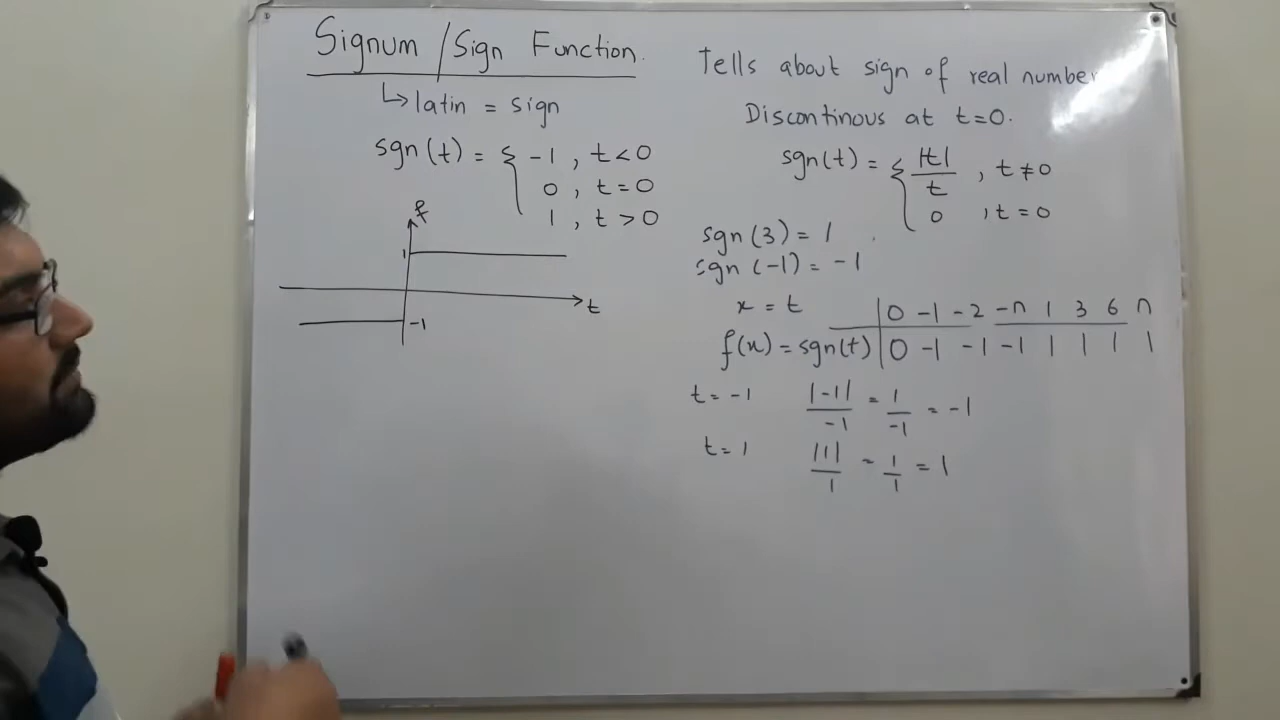 Signum / Sign Function.
↳ latin = sign
sgn(t) = { -1 , t < 0
0 , t = 0
1 , t > 0
f
1
t
-1
Tells about sign of real number
Discontinous at t=0.
sgn(t) = { |t| / t , t ≠ 0
0 , t = 0
sgn(3) = 1
sgn(-1) = -1
x = t | 0 -1 -2 -n 1 3 6 n
f(x) = sgn(t) | 0 -1 -1 -1 1 1 1 1
t = -1 |-1| / -1 = 1 / -1 = -1
t = 1 |1| / 1 = 1 / 1 = 1